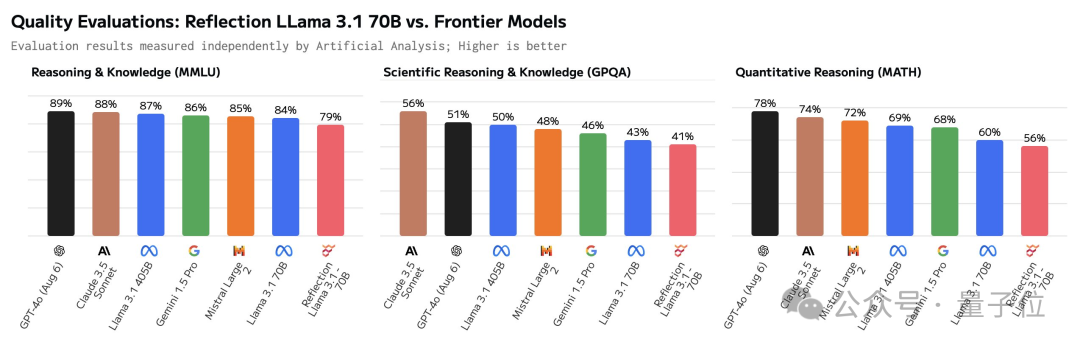 Quality Evaluations: Reflection LLama 3.1 70B vs. Frontier Models
Evaluation results measured independently by Artificial Analysis; Higher is better
Reasoning & Knowledge (MMLU)
89%
88%
87%
86%
85%
84%
79%
GPT-4o (Aug 6)
Claude 3.5
Sonnet
Llama 3.1 405B
Gemini 1.5 Pro
Mistral Large
2
Llama 3.1 70B
Reflection
Llama 3.1 -
70B
Scientific Reasoning & Knowledge (GPQA)
56%
51%
50%
48%
46%
43%
41%
Claude 3.5
Sonnet
GPT-4o (Aug 6)
Llama 3.1 405B
Mistral Large
2
Gemini 1.5 Pro
Llama 3.1 70B
Reflection
Llama 3.1 -
70B
Quantitative Reasoning (MATH)
78%
74%
72%
69%
68%
60%
56%
GPT-4o (Aug 6)
Claude 3.5
Sonnet
Mistral Large
2
Llama 3.1 405B
Gemini 1.5 Pro
Llama 3.1 70B
Reflection
Llama 3.1 -
70B
公众号 · 量子位